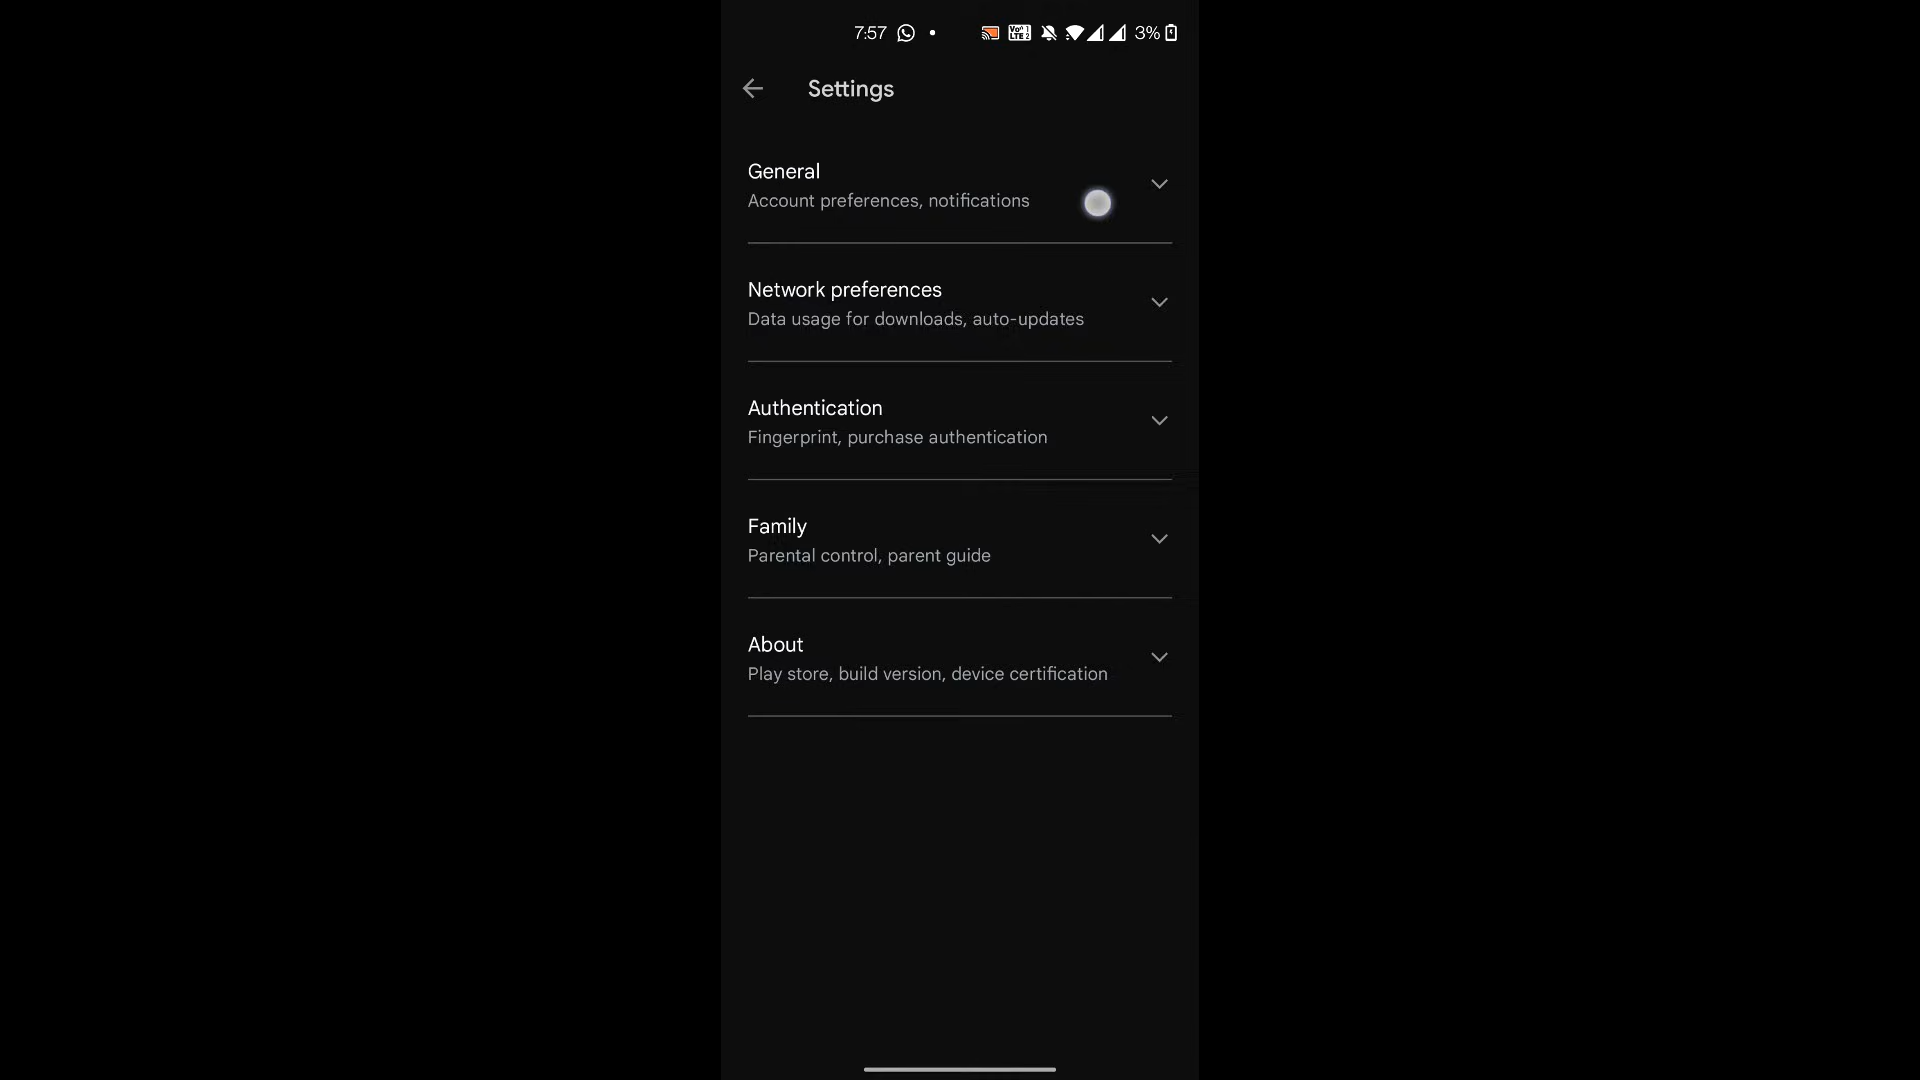 7:57 3%
Settings
General
Account preferences, notifications
Network preferences
Data usage for downloads, auto-updates
Authentication
Fingerprint, purchase authentication
Family
Parental control, parent guide
About
Play store, build version, device certification